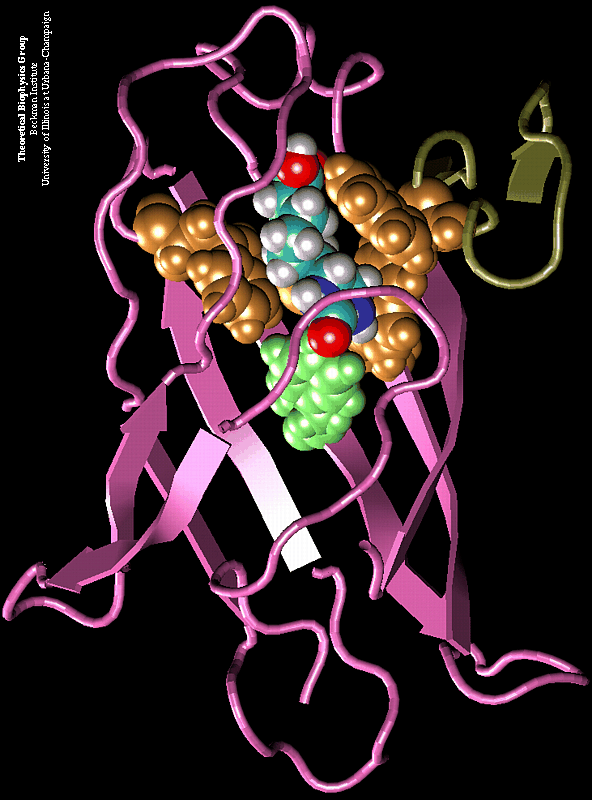 Theoretical Biophysics Group
Beckman Institute
University of Illinois at Urbana-Champaign